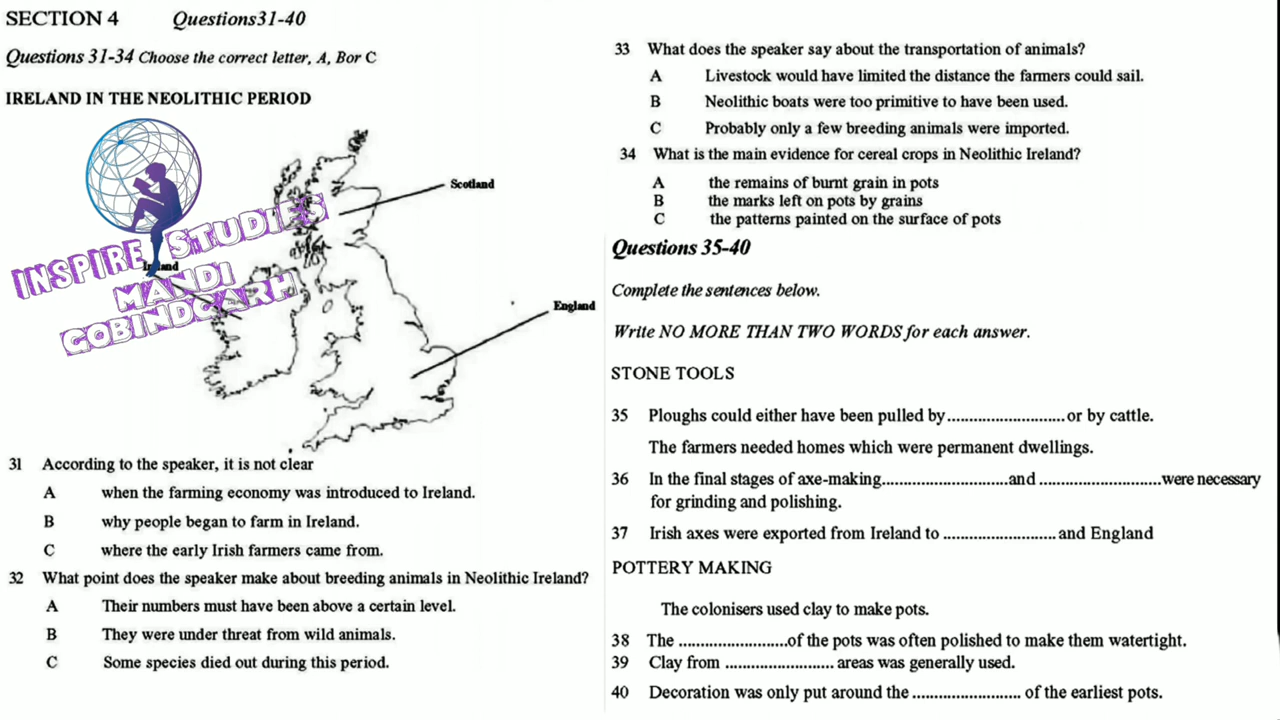 SECTION 4 Questions31-40
Questions 31-34 Choose the correct letter, A, Bor C
IRELAND IN THE NEOLITHIC PERIOD
Scotland
INSPIRE STUDIES
MANDI
GOBINDGARH
England
31 According to the speaker, it is not clear
A when the farming economy was introduced to Ireland.
B why people began to farm in Ireland.
C where the early Irish farmers came from.
32 What point does the speaker make about breeding animals in Neolithic Ireland?
A Their numbers must have been above a certain level.
B They were under threat from wild animals.
C Some species died out during this period.
33 What does the speaker say about the transportation of animals?
A Livestock would have limited the distance the farmers could sail.
B Neolithic boats were too primitive to have been used.
C Probably only a few breeding animals were imported.
34 What is the main evidence for cereal crops in Neolithic Ireland?
A the remains of burnt grain in pots
B the marks left on pots by grains
C the patterns painted on the surface of pots
Questions 35-40
Complete the sentences below.
Write NO MORE THAN TWO WORDS for each answer.
STONE TOOLS
35 Ploughs could either have been pulled by........................... or by cattle.
The farmers needed homes which were permanent dwellings.
36 In the final stages of axe-making.............................and ............................were necessary
for grinding and polishing.
37 Irish axes were exported from Ireland to ......................... and England
POTTERY MAKING
The colonisers used clay to make pots.
38 The .........................of the pots was often polished to make them watertight.
39 Clay from ......................... areas was generally used.
40 Decoration was only put around the ......................... of the earliest pots.